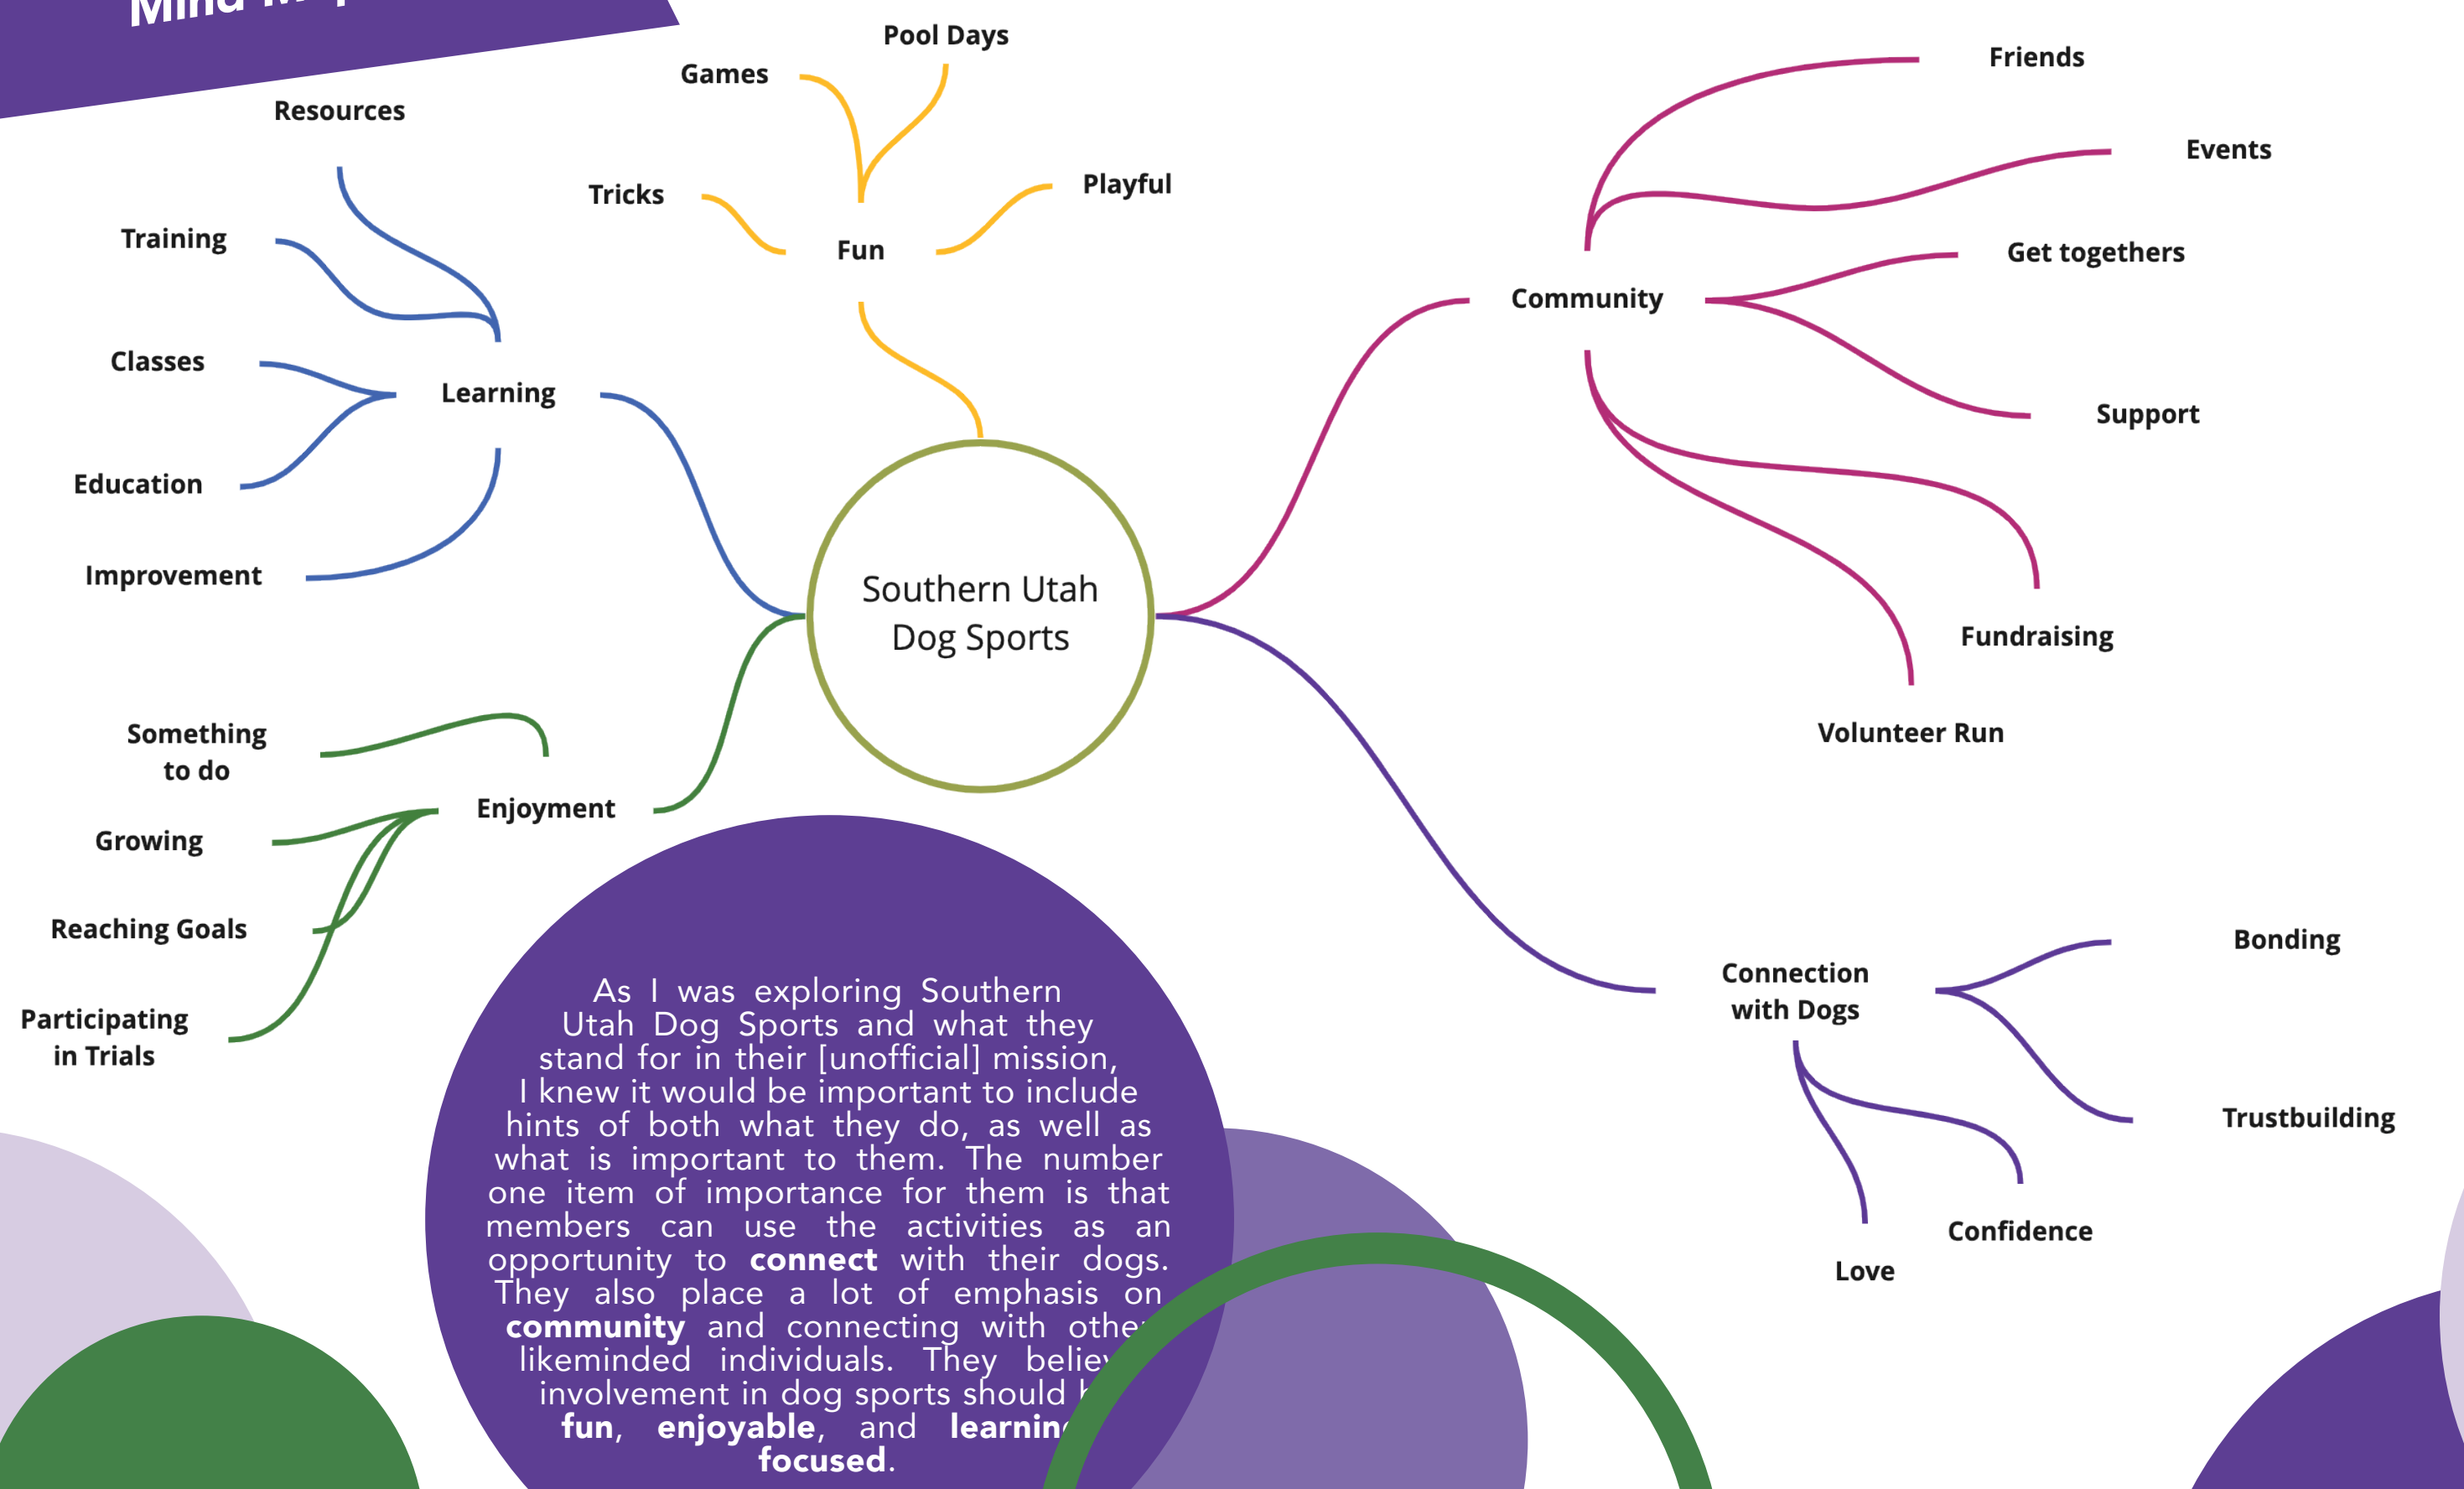 Pool Days
Games
Tricks
Playful
Fun
Resources
Training
Classes
Learning
Education
Improvement
Friends
Events
Get togethers
Community
Support
Fundraising
Volunteer Run
Southern Utah
Dog Sports
Something
to do
Enjoyment
Growing
Reaching Goals
Participating
in Trials
Connection
with Dogs
Bonding
Trustbuilding
Confidence
Love
As I was exploring Southern
Utah Dog Sports and what they
stand for in their [unofficial] mission,
I knew it would be important to include
hints of both what they do, as well as
what is important to them. The number
one item of importance for them is that
members can use the activities as an
opportunity to connect with their dogs.
They also place a lot of emphasis on
community and connecting with other
likeminded individuals. They believ
involvement in dog sports should b
fun, enjoyable, and learning
focused.